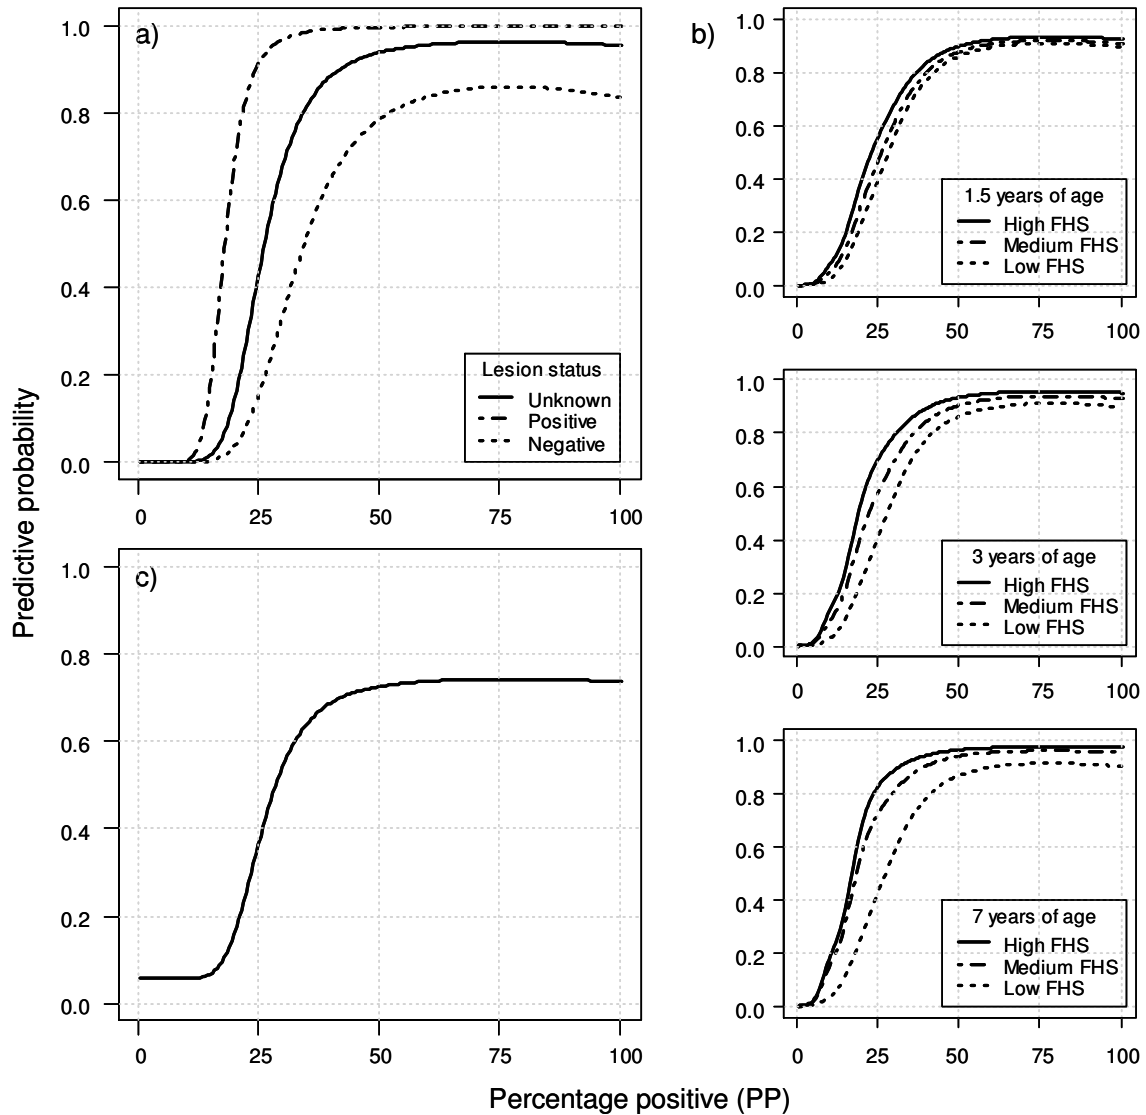 Predictive probability
a)
1.0
0.8
0.6
0.4
0.2
0.0
Lesion status
Unknown
Positive
Negative
0 25 50 75 100
c)
1.0
0.8
0.6
0.4
0.2
0.0
0 25 50 75 100
b)
1.0
0.8
0.6
0.4
0.2
0.0
1.5 years of age
High FHS
Medium FHS
Low FHS
0 25 50 75 100
1.0
0.8
0.6
0.4
0.2
0.0
3 years of age
High FHS
Medium FHS
Low FHS
0 25 50 75 100
1.0
0.8
0.6
0.4
0.2
0.0
7 years of age
High FHS
Medium FHS
Low FHS
0 25 50 75 100
Percentage positive (PP)